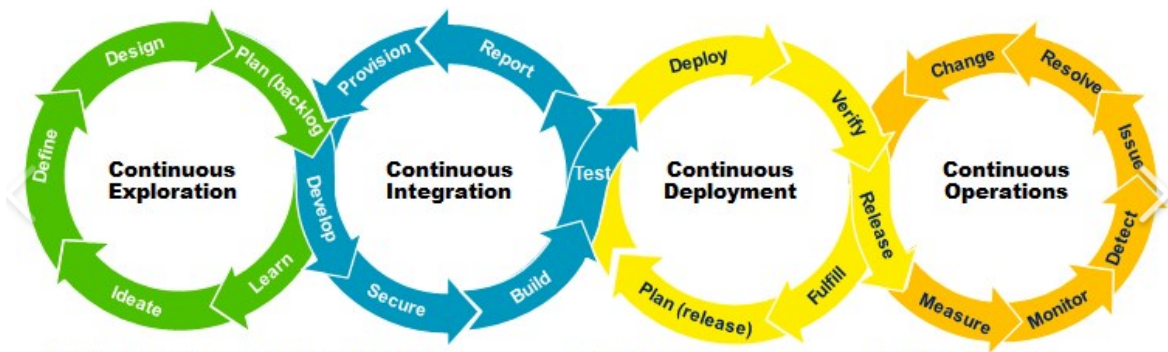 Design
Plan (backlog
Define
Continuous
Exploration
Ideate
Learn
Provision
Report
Develop
Continuous
Integration
Test
Secure
Build
Deploy
Verify
Continuous
Deployment
Release
Plan (release)
Fulfill
Change
Resolve
Issue
Continuous
Operations
Detect
Measure
Monitor